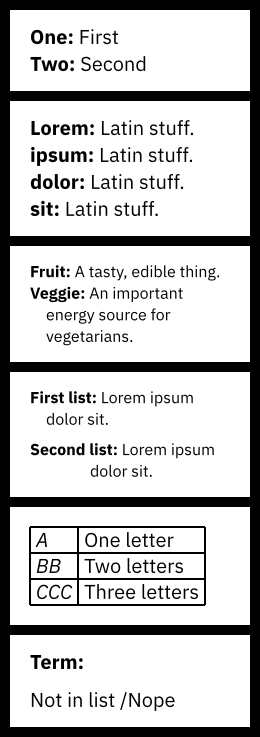 One: First
Two: Second
Lorem: Latin stuff.
ipsum: Latin stuff.
dolor: Latin stuff.
sit: Latin stuff.
Fruit: A tasty, edible thing.
Veggie: An important
energy source for
vegetarians.
First list: Lorem ipsum
dolor sit.
Second list: Lorem ipsum
dolor sit.
A One letter
BB Two letters
CCC Three letters
Term:
Not in list /Nope